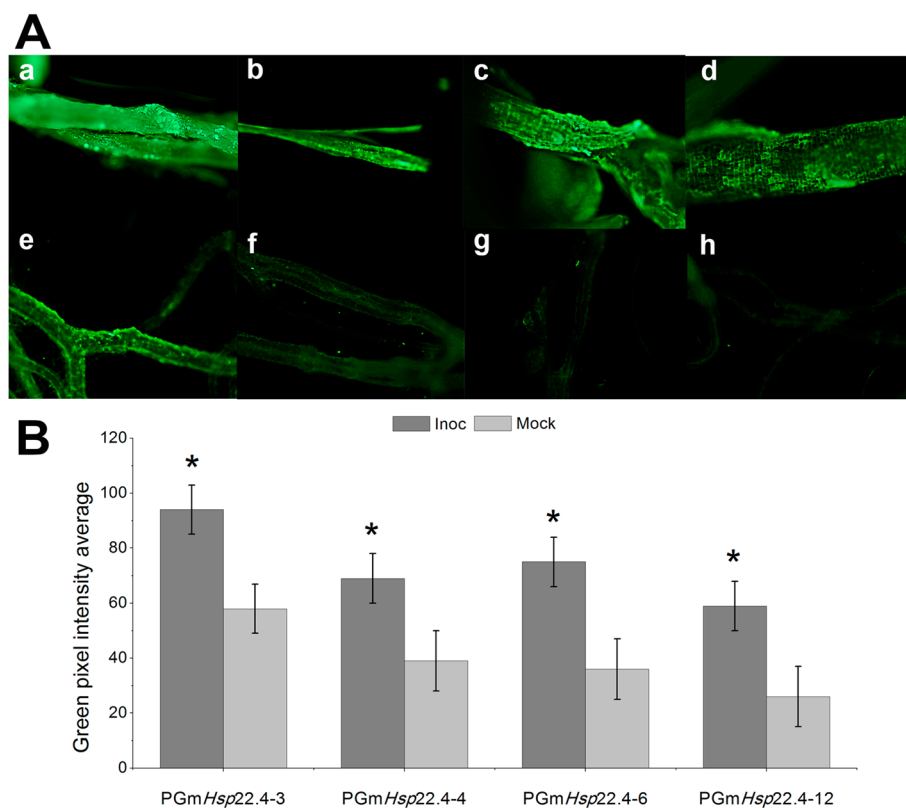 A
a
b
c
d
e
f
g
h
B
Inoc
Mock
Green pixel intensity average
120
100
80
60
40
20
0
*
*
*
*
PGmHsp22.4-3
PGmHsp22.4-4
PGmHsp22.4-6
PGmHsp22.4-12